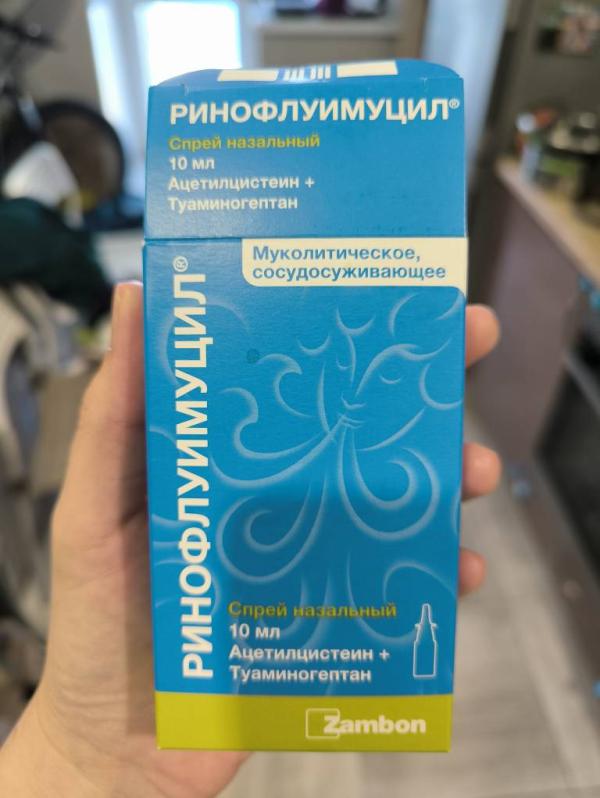 РИНОФЛУИМУЦИЛ®
Спрей назальный
10 мл
Ацетилцистеин +
Туаминогептан
Муколитическое,
сосудосуживающее
РИНОФЛУИМУЦИЛ®
Спрей назальный
10 мл
Ацетилцистеин +
Туаминогептан
Zambon